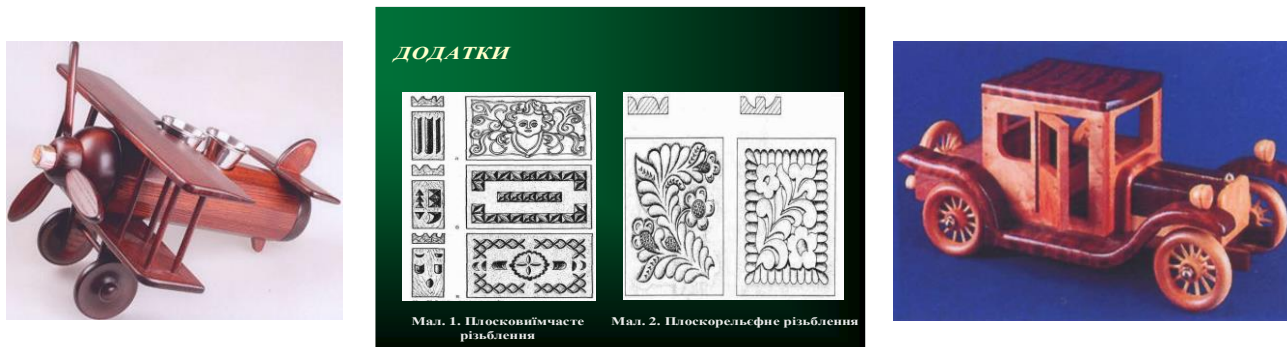 ДОДАТКИ
Мал. 1. Плосковиїмчасте
різьблення
Мал. 2. Плоскорельєфне різьблення